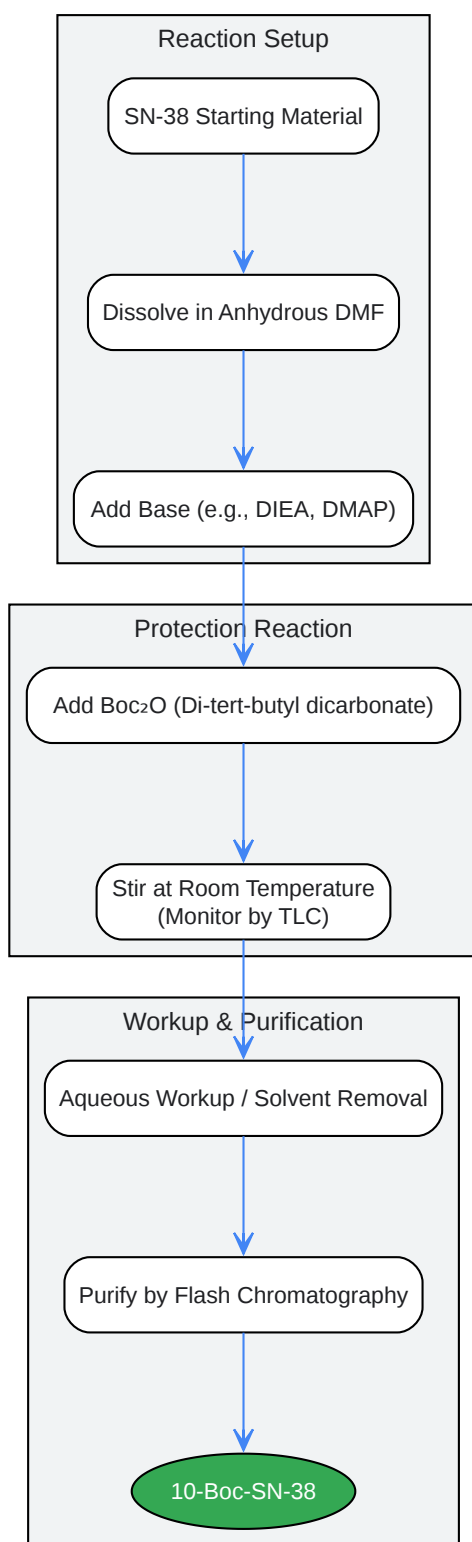 Reaction Setup
SN-38 Starting Material
Dissolve in Anhydrous DMF
Add Base (e.g., DIEA, DMAP)
Protection Reaction
Add Boc₂O (Di-tert-butyl dicarbonate)
Stir at Room Temperature
(Monitor by TLC)
Workup & Purification
Aqueous Workup / Solvent Removal
Purify by Flash Chromatography
10-Boc-SN-38